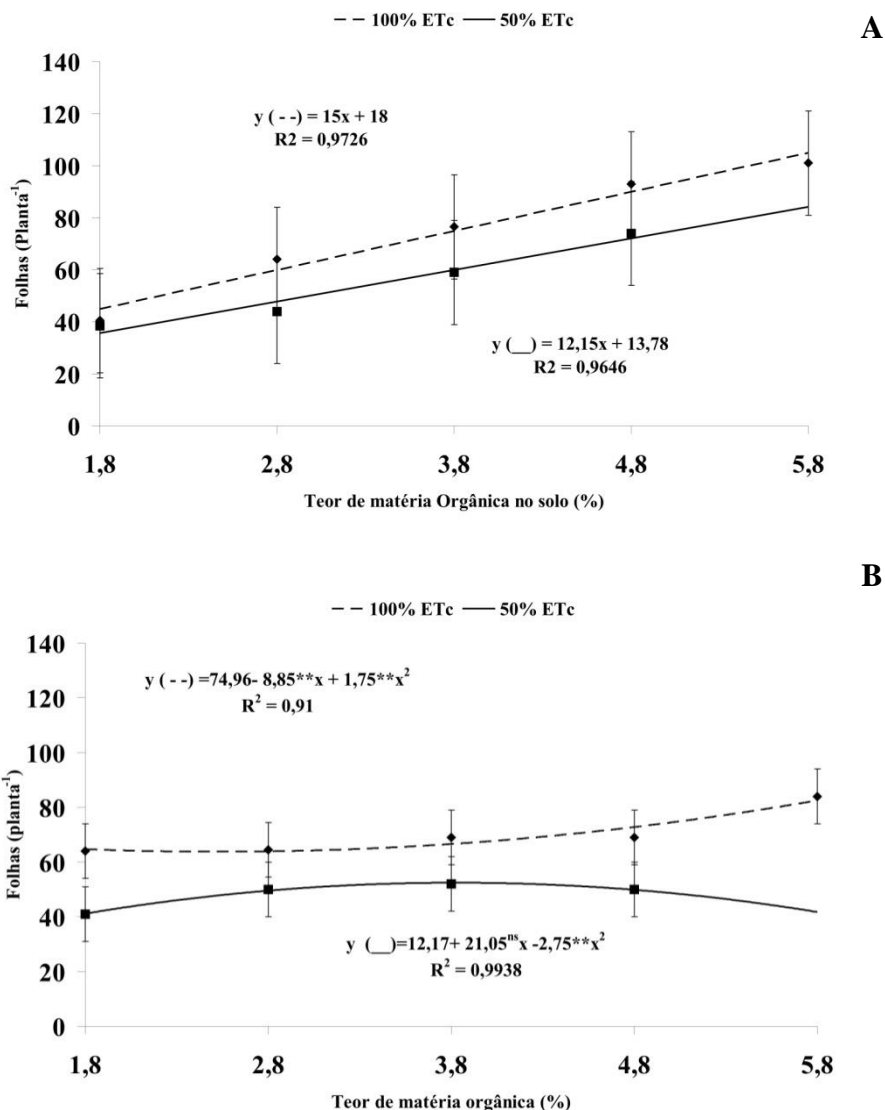 100% ETc 50% ETc
A
140
120
100
80
60
40
20
0
Folhas (Planta⁻¹)
y ( - -) = 15x + 18
R2 = 0,9726
y (__) = 12,15x + 13,78
R2 = 0,9646
1,8 2,8 3,8 4,8 5,8
Teor de matéria Orgânica no solo (%)
B
100% ETc 50% ETc
140
120
100
80
60
40
20
0
Folhas (planta⁻¹)
y ( - -) =74,96- 8,85**x + 1,75**x²
R² = 0,91
y (__)=12,17+ 21,05ⁿˢx -2,75**x²
R² = 0,9938
1,8 2,8 3,8 4,8 5,8
Teor de matéria orgânica (%)